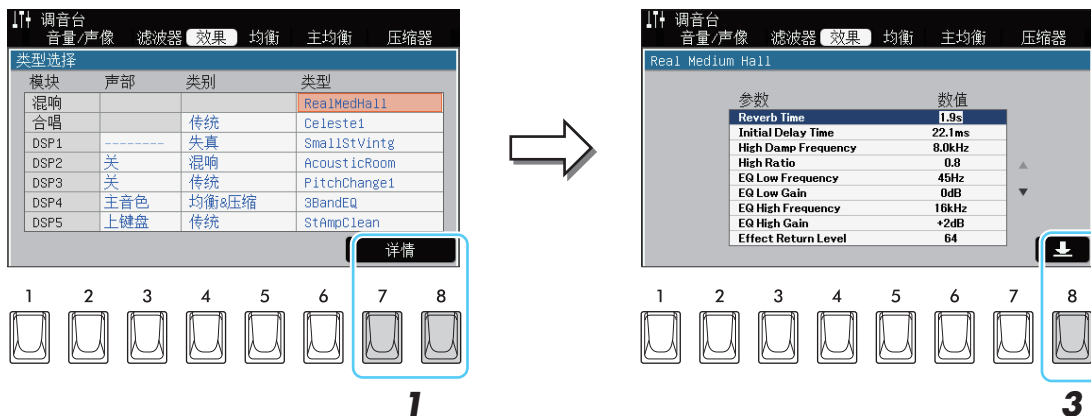 调音台
音量/声像 滤波器 效果 均衡 主均衡 压缩器
类型选择
模块 声部 类别 类型
混响 RealMedHall
合唱 传统 Celeste1
DSP1 -------- 失真 SmallStVintg
DSP2 关 混响 AcousticRoom
DSP3 关 传统 PitchChange1
DSP4 主音色 均衡&压缩 3BandEQ
DSP5 上键盘 传统 StAmpClean
详情
1 2 3 4 5 6 7 8
1
调音台
音量/声像 滤波器 效果 均衡 主均衡 压缩器
Real Medium Hall
参数 数值
Reverb Time 1.9s
Initial Delay Time 22.1ms
High Damp Frequency 8.0kHz
High Ratio 0.8
EQ Low Frequency 45Hz
EQ Low Gain 0dB
EQ High Frequency 16kHz
EQ High Gain +2dB
Effect Return Level 64
1 2 3 4 5 6 7 8
3